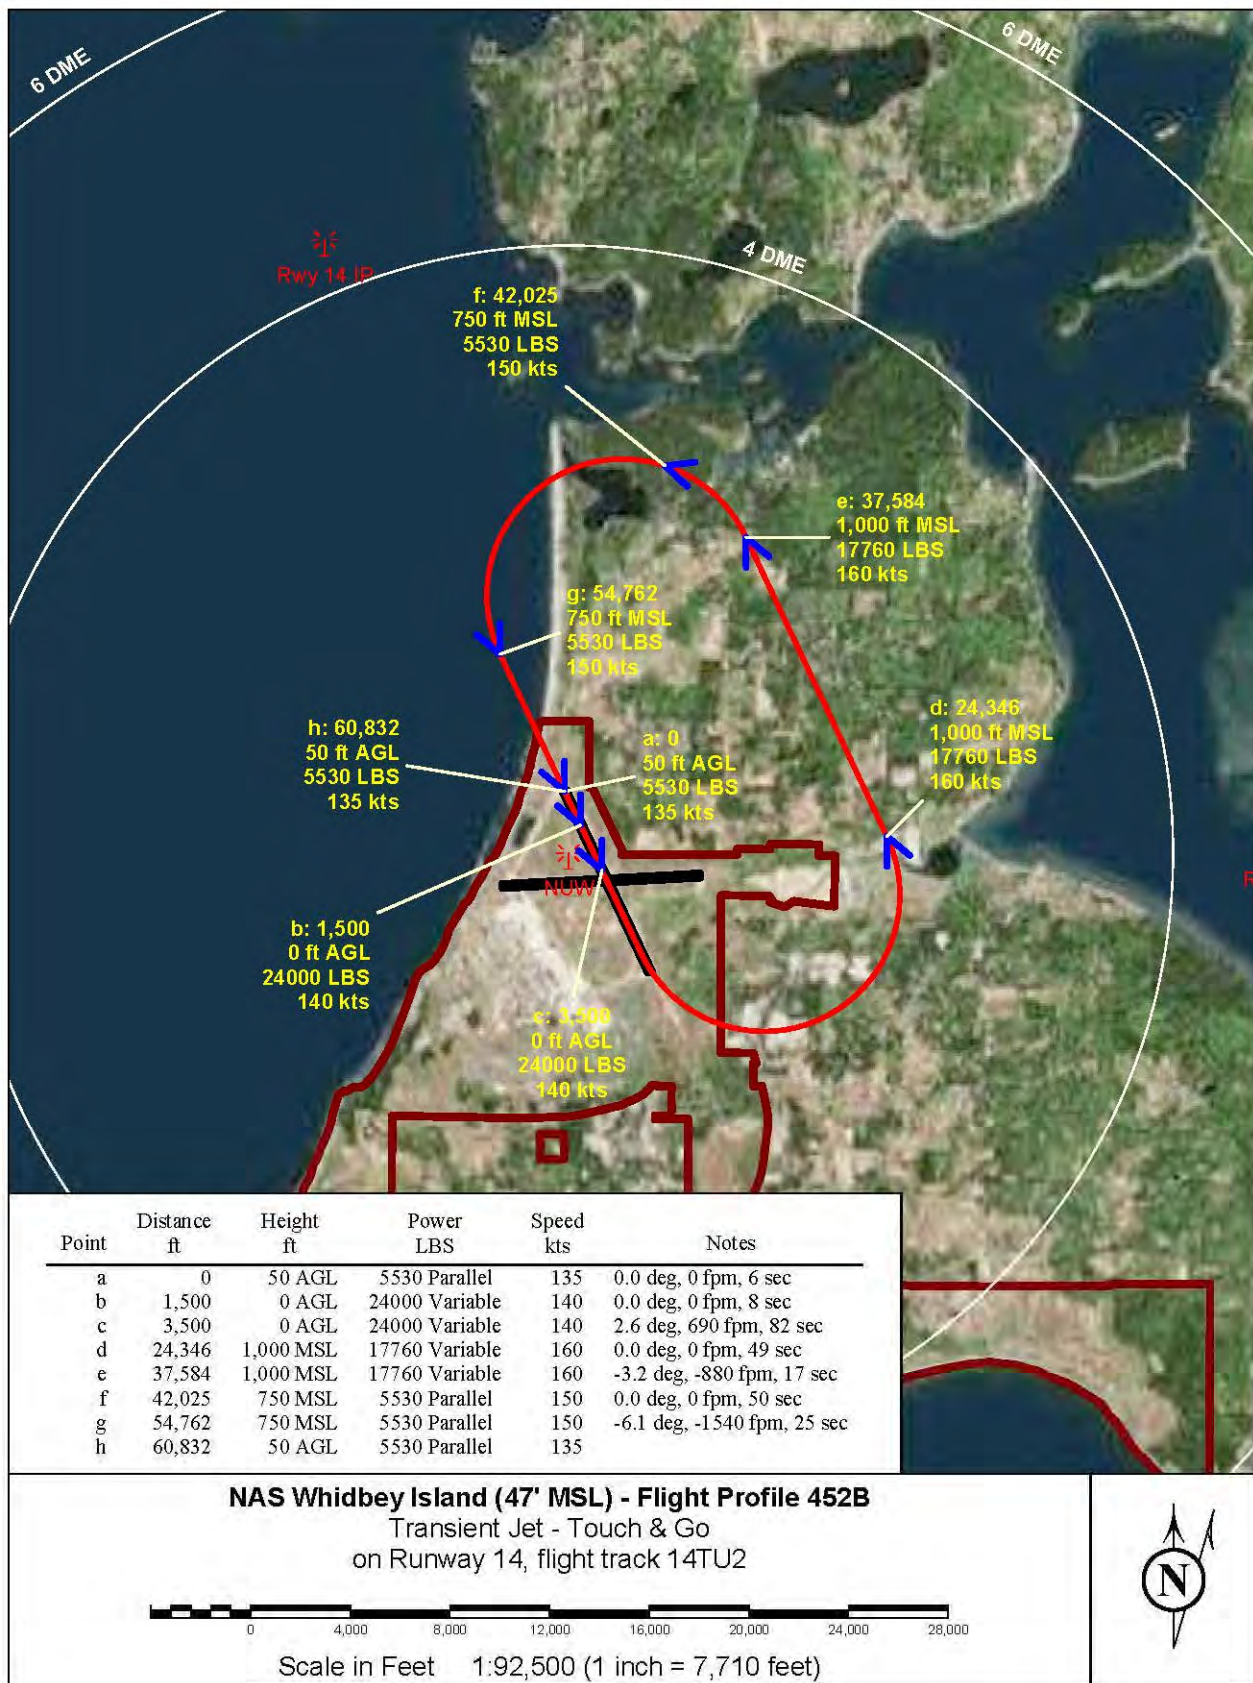 6 DME
6 DME
4 DME
Rwy 14 IP
f: 42,025
750 ft MSL
5530 LBS
150 kts
e: 37,584
1,000 ft MSL
17760 LBS
160 kts
g: 54,762
750 ft MSL
5530 LBS
150 kts
d: 24,346
1,000 ft MSL
17760 LBS
160 kts
h: 60,832
50 ft AGL
5530 LBS
135 kts
a: 0
50 ft AGL
5530 LBS
135 kts
NUW
R
b: 1,500
0 ft AGL
24000 LBS
140 kts
c: 3,500
0 ft AGL
24000 LBS
140 kts
Point Distance ft Height ft Power LBS Speed kts Notes
a 0 50 AGL 5530 Parallel 135 0.0 deg, 0 fpm, 6 sec
b 1,500 0 AGL 24000 Variable 140 0.0 deg, 0 fpm, 8 sec
c 3,500 0 AGL 24000 Variable 140 2.6 deg, 690 fpm, 82 sec
d 24,346 1,000 MSL 17760 Variable 160 0.0 deg, 0 fpm, 49 sec
e 37,584 1,000 MSL 17760 Variable 160 -3.2 deg, -880 fpm, 17 sec
f 42,025 750 MSL 5530 Parallel 150 0.0 deg, 0 fpm, 50 sec
g 54,762 750 MSL 5530 Parallel 150 -6.1 deg, -1540 fpm, 25 sec
h 60,832 50 AGL 5530 Parallel 135
NAS Whidbey Island (47' MSL) - Flight Profile 452B
Transient Jet - Touch & Go
on Runway 14, flight track 14TU2
0 4,000 8,000 12,000 16,000 20,000 24,000 28,000
Scale in Feet 1:92,500 (1 inch = 7,710 feet)
N